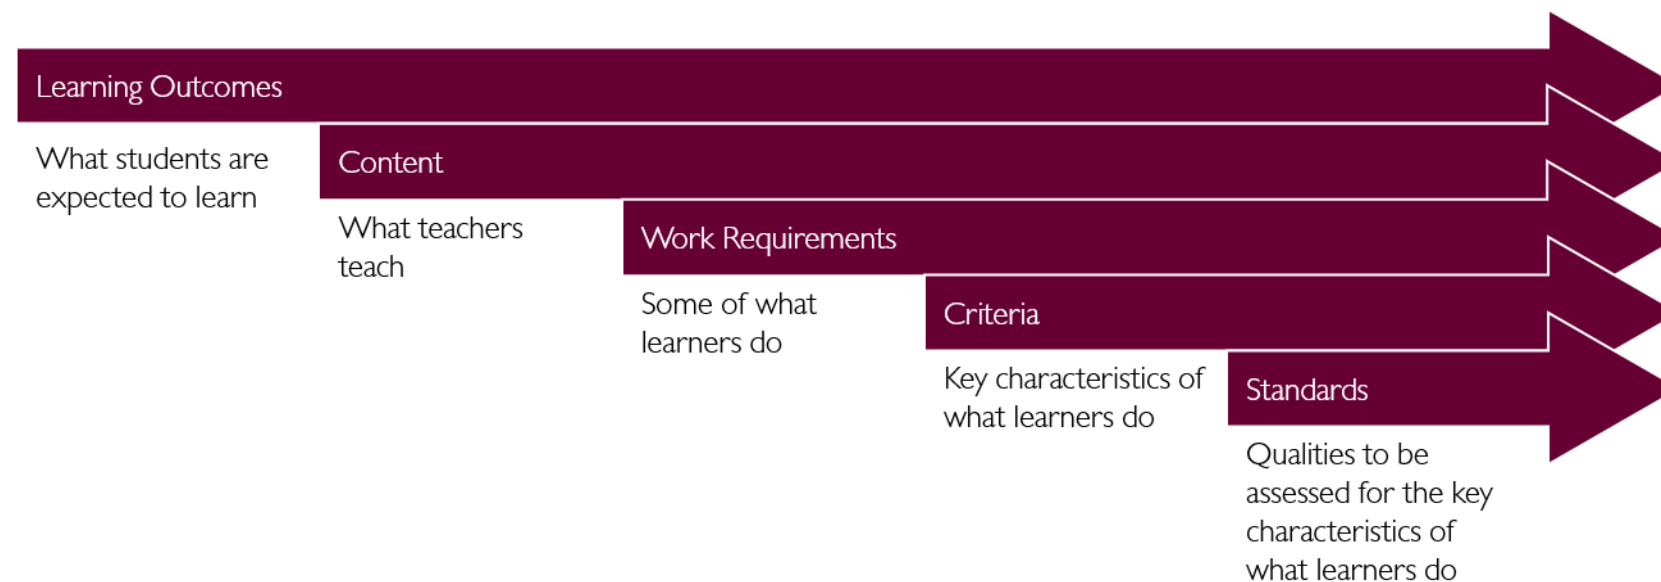 Learning Outcomes
What students are
expected to learn
Content
What teachers
teach
Work Requirements
Some of what
learners do
Criteria
Key characteristics of
what learners do
Standards
Qualities to be
assessed for the key
characteristics of
what learners do